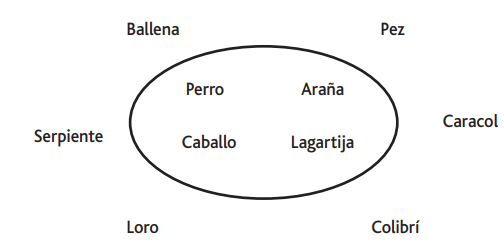 Ballena Pez
Perro Araña
Serpiente Caballo Lagartija Caracol
Loro Colibrí